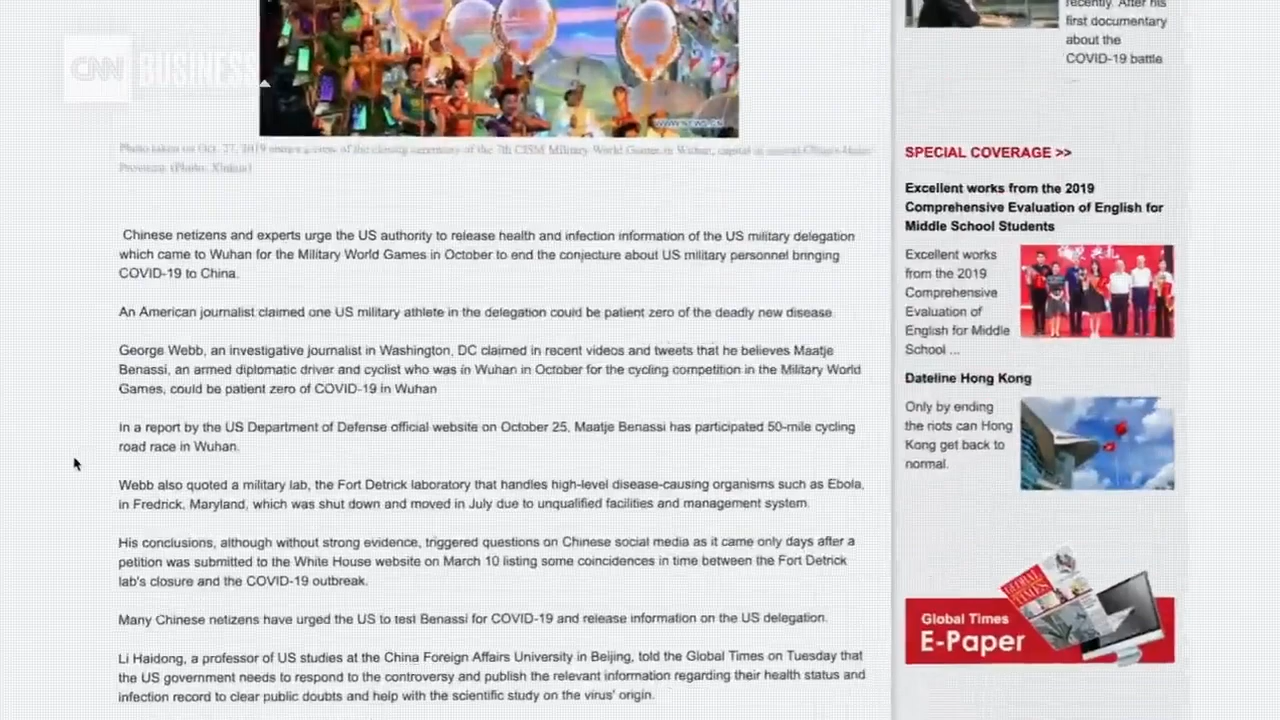 CNN BUSINESS
WWW.NEWS.CN
Photo taken on Oct. 27, 2019 shows a view of the closing ceremony of the 7th CISM Military World Games in Wuhan, capital of central China's Hubei
Province. (Photo: Xinhua)
Chinese netizens and experts urge the US authority to release health and infection information of the US military delegation
which came to Wuhan for the Military World Games in October to end the conjecture about US military personnel bringing
COVID-19 to China.
An American journalist claimed one US military athlete in the delegation could be patient zero of the deadly new disease.
George Webb, an investigative journalist in Washington, DC claimed in recent videos and tweets that he believes Maatje
Benassi, an armed diplomatic driver and cyclist who was in Wuhan in October for the cycling competition in the Military World
Games, could be patient zero of COVID-19 in Wuhan
In a report by the US Department of Defense official website on October 25, Maatje Benassi has participated 50-mile cycling
road race in Wuhan.
Webb also quoted a military lab, the Fort Detrick laboratory that handles high-level disease-causing organisms such as Ebola,
in Fredrick, Maryland, which was shut down and moved in July due to unqualified facilities and management system.
His conclusions, although without strong evidence, triggered questions on Chinese social media as it came only days after a
petition was submitted to the White House website on March 10 listing some coincidences in time between the Fort Detrick
lab's closure and the COVID-19 outbreak.
Many Chinese netizens have urged the US to test Benassi for COVID-19 and release information on the US delegation.
Li Haidong, a professor of US studies at the China Foreign Affairs University in Beijing, told the Global Times on Tuesday that
the US government needs to respond to the controversy and publish the relevant information regarding their health status and
infection record to clear public doubts and help with the scientific study on the virus' origin.
recently. After his
first documentary
about the
COVID-19 battle
SPECIAL COVERAGE >>
Excellent works from the 2019
Comprehensive Evaluation of English for
Middle School Students
Excellent works
from the 2019
Comprehensive
Evaluation of
English for Middle
School ...
Dateline Hong Kong
Only by ending
the riots can Hong
Kong get back to
normal.
GLOBAL TIMES
Global Times
E-Paper